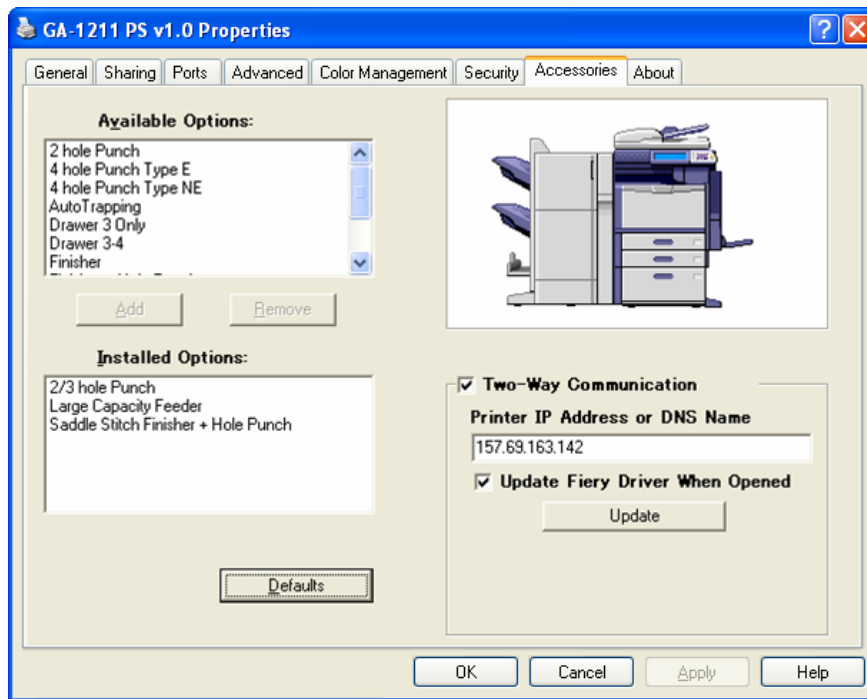 GA-1211 PS v1.0 Properties
General Sharing Ports Advanced Color Management Security Accessories About
Available Options:
2 hole Punch
4 hole Punch Type E
4 hole Punch Type NE
AutoTrapping
Drawer 3 Only
Drawer 3-4
Finisher
Add Remove
Installed Options:
2/3 hole Punch
Large Capacity Feeder
Saddle Stitch Finisher + Hole Punch
Defaults
Two-Way Communication
Printer IP Address or DNS Name
157.69.163.142
Update Fiery Driver When Opened
Update
OK Cancel Apply Help